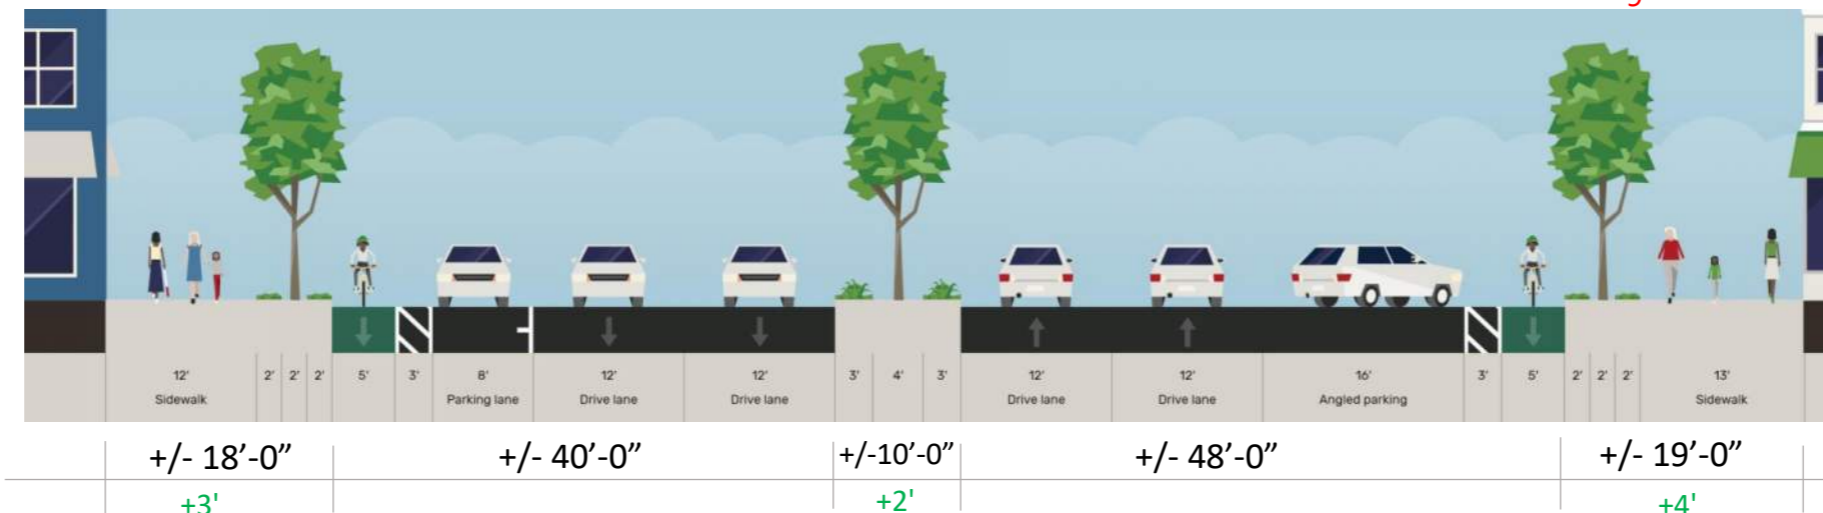 12' 2' 2' 2' 5' 3' 8' 12' 12' 3' 4' 3' 12' 12' 16' 3' 5' 2' 2' 2' 13'
Sidewalk Parking lane Drive lane Drive lane Drive lane Drive lane Angled parking Sidewalk
+/- 18’-0” +/- 40’-0” +/-10’-0” +/- 48’-0” +/- 19’-0”
+3' +2' +4'